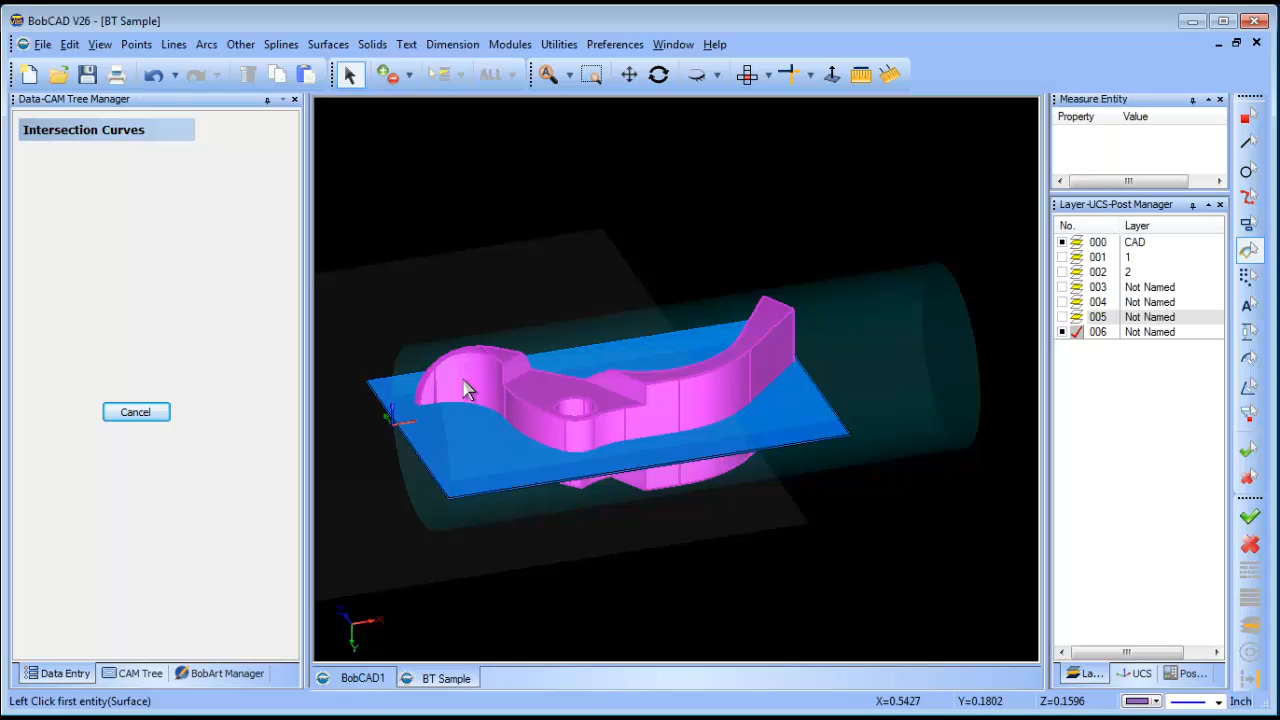 BobCAD V26 - [BT Sample]
File Edit View Points Lines Arcs Other Splines Surfaces Solids Text Dimension Modules Utilities Preferences Window Help
ALL
Data-CAM Tree Manager
Intersection Curves
Cancel
Data Entry CAM Tree BobArt Manager
X
Y
BobCAD1 BT Sample
Measure Entity
Property Value
Layer-UCS-Post Manager
No. Layer
000 CAD
001 1
002 2
003 Not Named
004 Not Named
005 Not Named
006 Not Named
La... UCS Pos...
Left Click first entity(Surface) X=0.5427 Y=0.1802 Z=0.1596 Inch